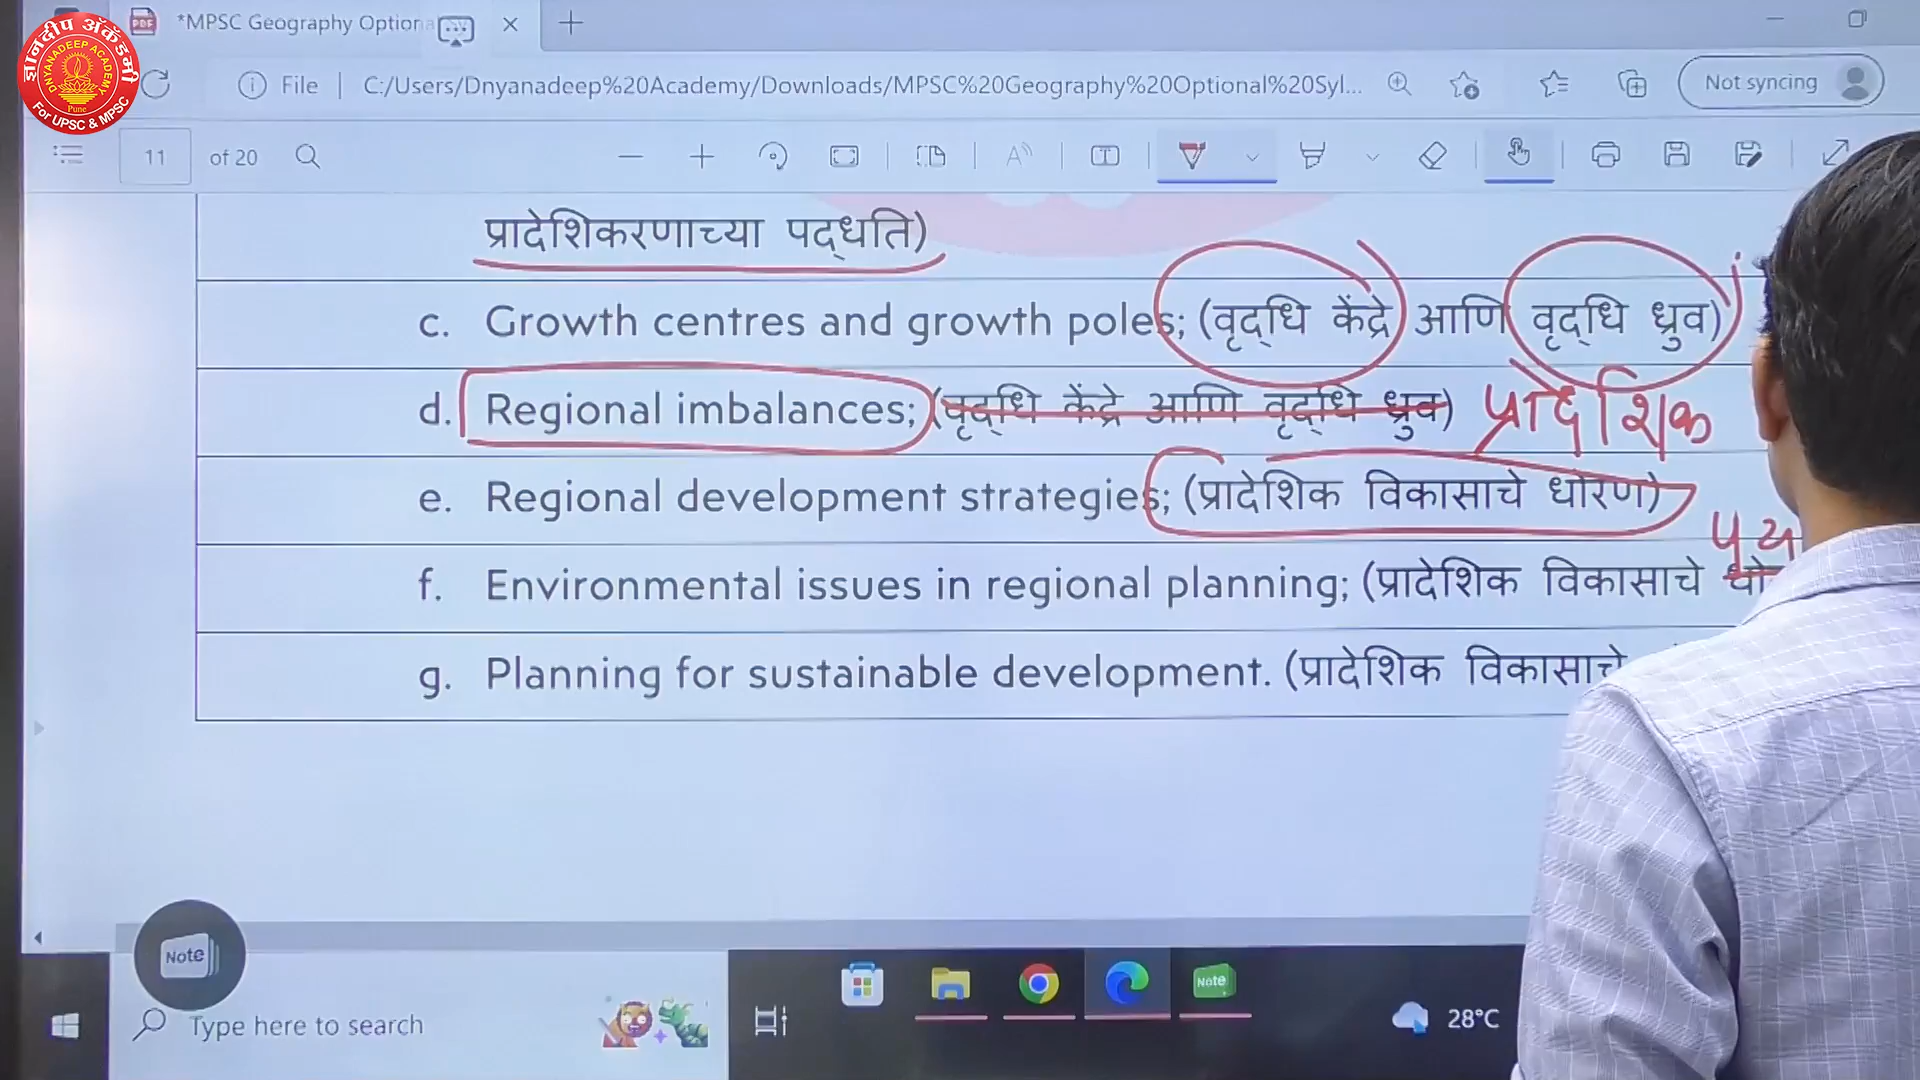 *MPSC Geography Option
ज्ञानदीप अॅकॅडमी
DNYANADEEP ACADEMY
Pune
For UPSC & MPSC
File
C:/Users/Dnyanadeep%20Academy/Downloads/MPSC%20Geography%20Optional%20Syl...
Not syncing
11 of 20
प्रादेशिकरणाच्या पद्धति)
c. Growth centres and growth poles; (वृद्धि केंद्रे आणि वृद्धि ध्रुव)
d. Regional imbalances; (वृद्धि केंद्रे आणि वृद्धि ध्रुव) प्रादेशिक
e. Regional development strategies; (प्रादेशिक विकासाचे धोरण)
f. Environmental issues in regional planning; (प्रादेशिक विकासाचे
g. Planning for sustainable development. (प्रादेशिक विकासाचे
Note
Type here to search
Note
28°C